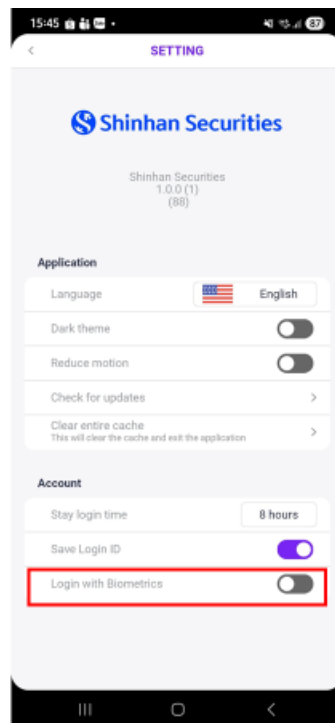 15:45
87
SETTING
Shinhan Securities
Shinhan Securities
1.0.0 (1)
(88)
Application
Language
English
Dark theme
Reduce motion
Check for updates
Clear entire cache
This will clear the cache and exit the application
Account
Stay login time
8 hours
Save Login ID
Login with Biometrics